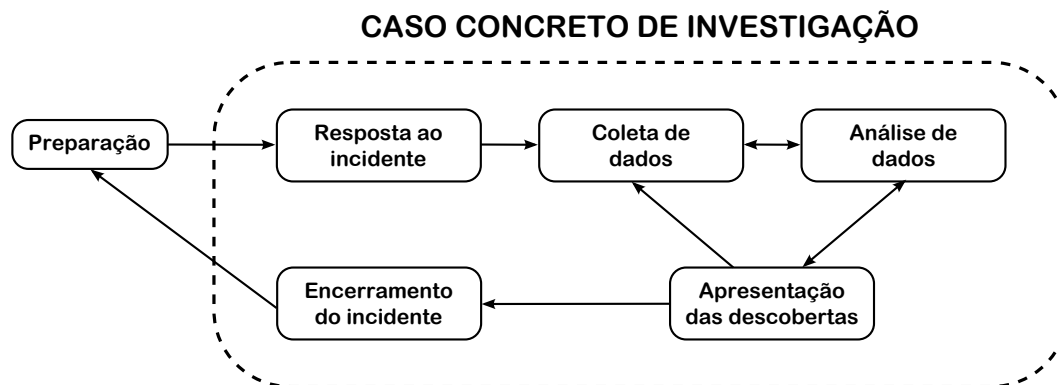 CASO CONCRETO DE INVESTIGAÇÃO
Preparação
Resposta ao
incidente
Coleta de
dados
Análise de
dados
Encerramento
do incidente
Apresentação
das descobertas